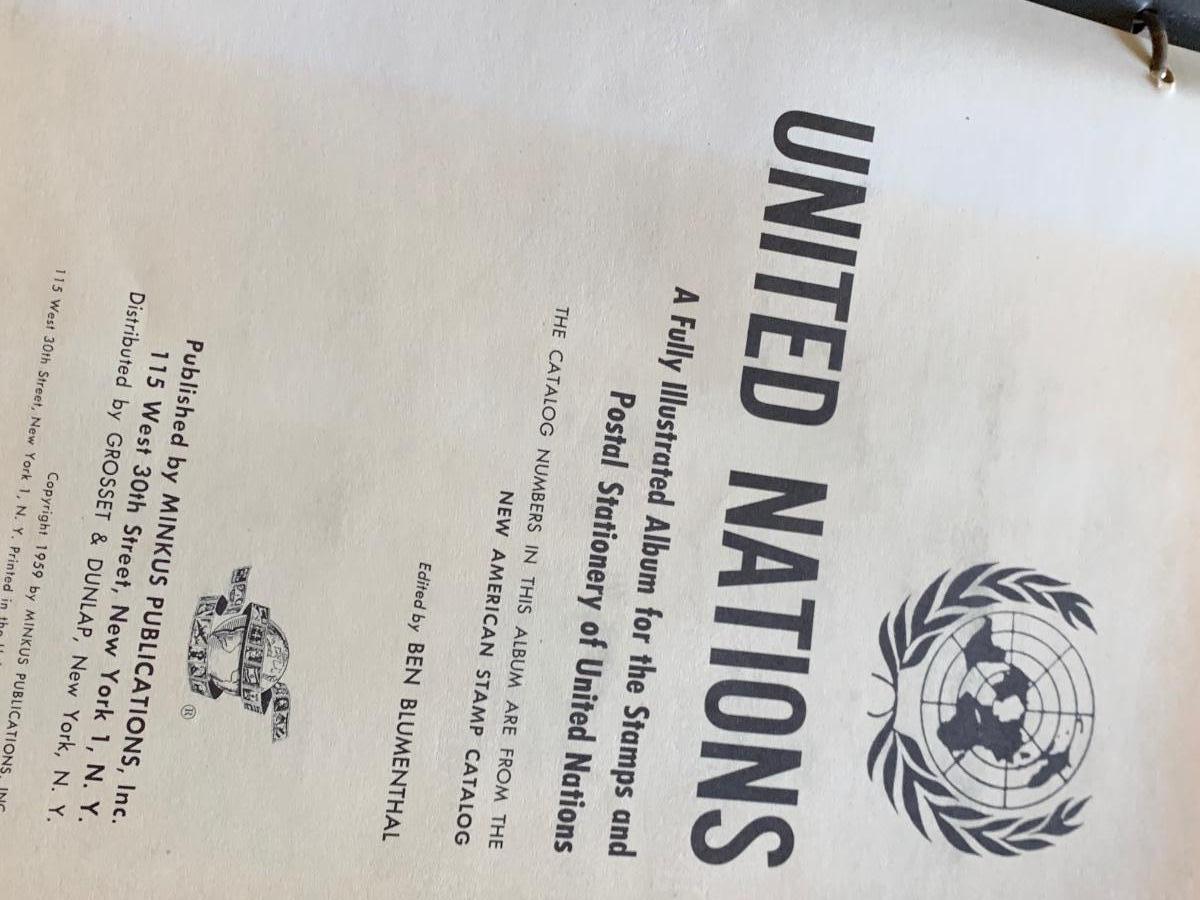 UNITED NATIONS
A Fully Illustrated Album for the Stamps and
Postal Stationery of United Nations
THE CATALOG NUMBERS IN THIS ALBUM ARE FROM THE
NEW AMERICAN STAMP CATALOG
Edited by BEN BLUMENTHAL
®
Published by MINKUS PUBLICATIONS, Inc.
115 West 30th Street, New York 1, N. Y.
Distributed by GROSSET & DUNLAP, New York, N. Y.
Copyright 1959 by MINKUS PUBLICATIONS, INC.
115 West 30th Street, New York 1, N. Y. Printed in the